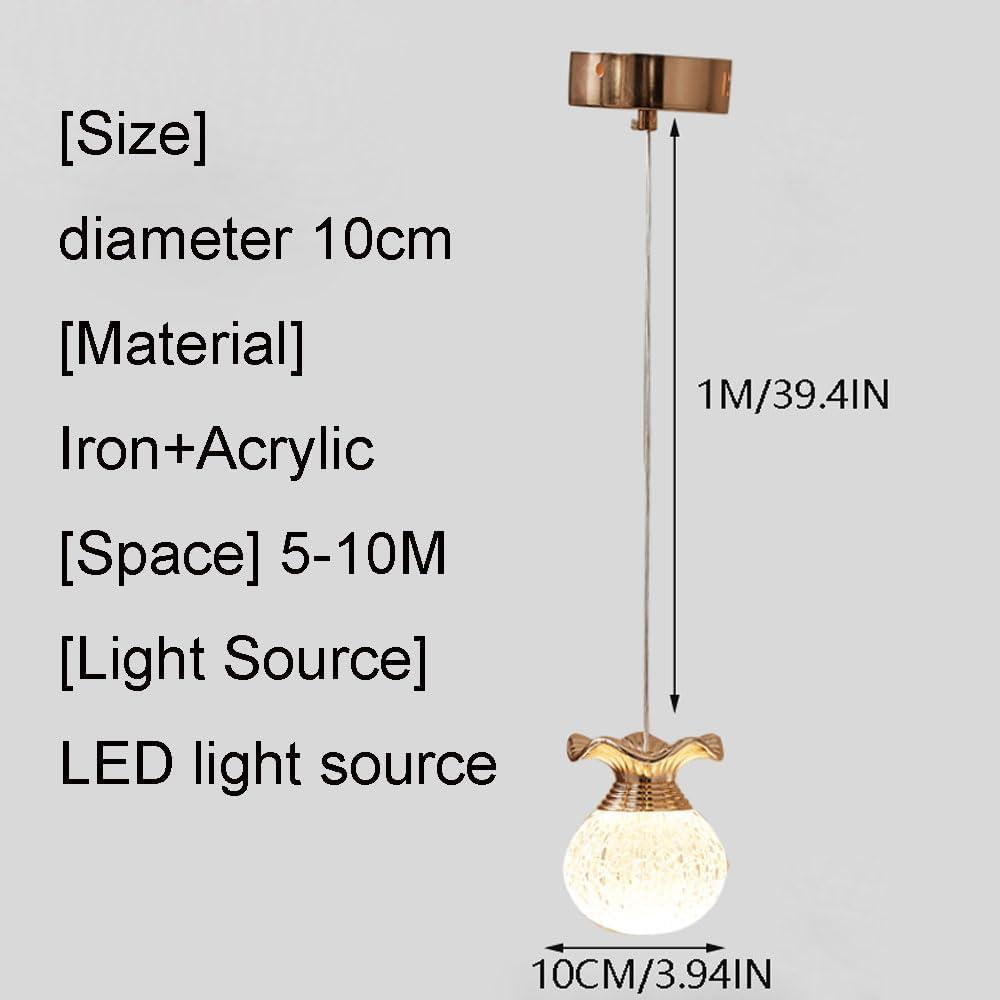 [Size]
diameter 10cm
[Material]
Iron+Acrylic
[Space] 5-10M
[Light Source]
LED light source
1M/39.4IN
10CM/3.94IN